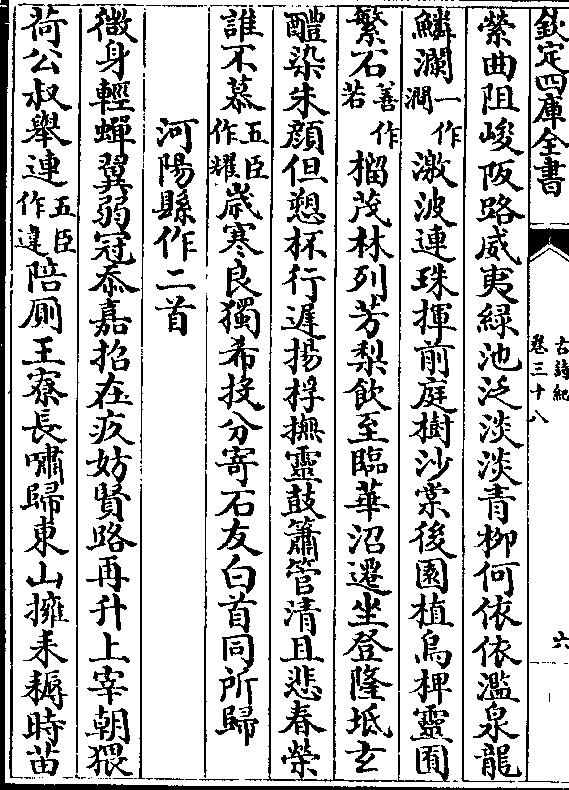 欽定四庫全書
古詩紀
卷三十八
六
縈曲阻峻阪路威夷緑池泛淡淡青柳何依依濫泉龍
鱗瀾一作澗激波連珠揮前庭樹沙棠後園植烏椑靈囿
繁石善作若榴茂林列芳梨飲至臨華沼遷坐登隆坻玄
醴染朱顔但愬杯行遲揚桴撫靈鼓簫管清且悲春榮
誰不慕五臣作耀歳寒良獨希投分寄石友白首同所歸
河陽縣作二首
微身輕蟬翼弱冠忝嘉招在疚妨賢路再升上宰朝猥
荷公叔舉連五臣作違陪厠王寮長嘯歸東山擁耒耨時苗